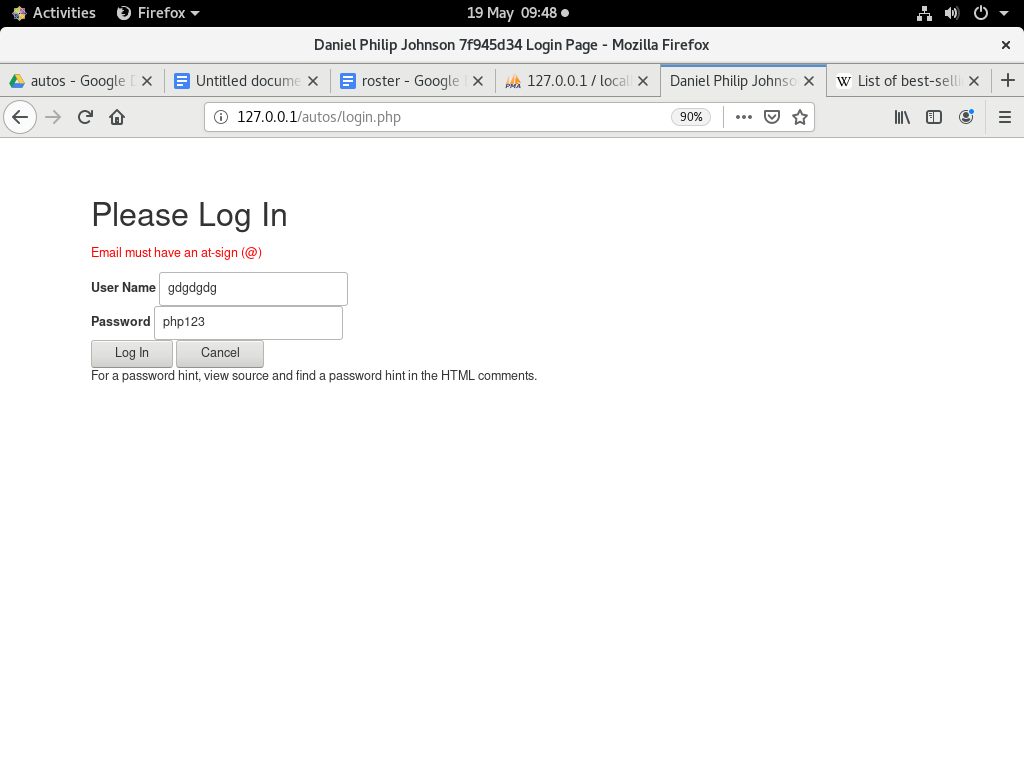 Activities Firefox 19 May 09:48
Daniel Philip Johnson 7f945d34 Login Page - Mozilla Firefox
autos - Google D Untitled docume roster - Google 127.0.0.1 / local PMA Daniel Philip Johnso W List of best-selli
127.0.0.1/autos/login.php 90%
Please Log In
Email must have an at-sign (@)
User Name gdgdgdg
Password php123
Log In Cancel
For a password hint, view source and find a password hint in the HTML comments.